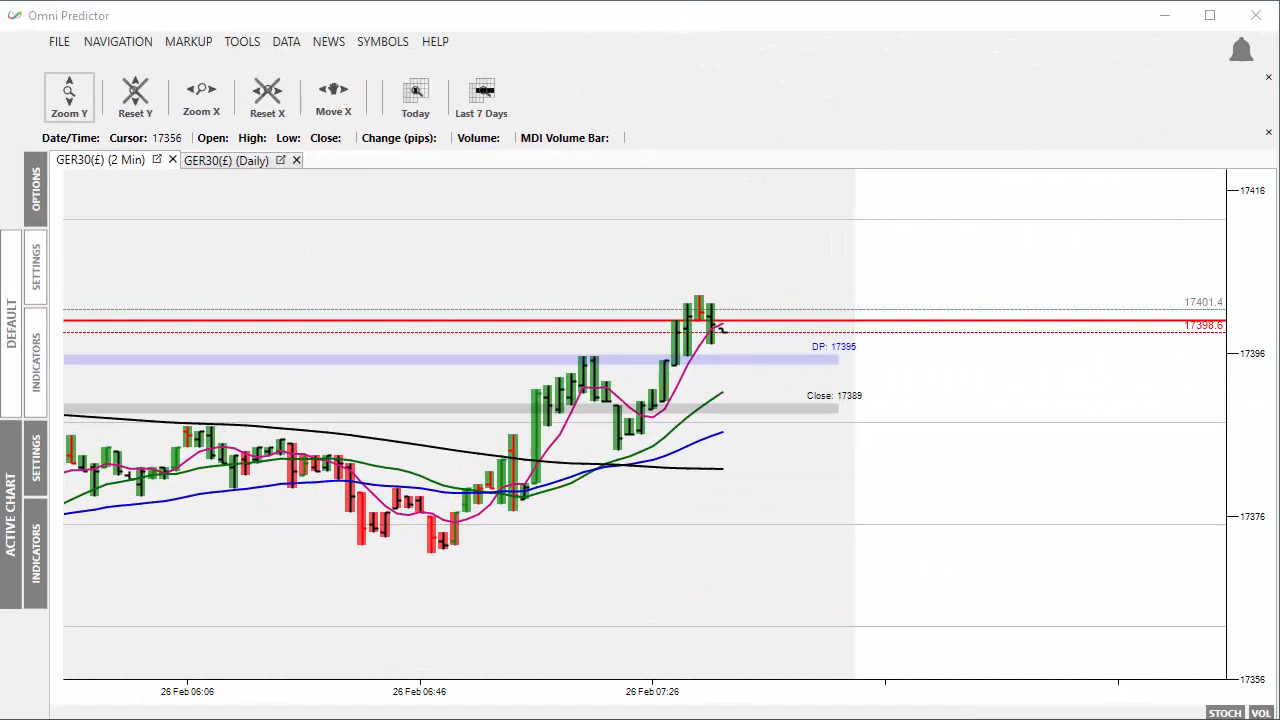 Omni Predictor
FILE NAVIGATION MARKUP TOOLS DATA NEWS SYMBOLS HELP
Zoom Y Reset Y Zoom X Reset X Move X Today Last 7 Days
Date/Time: Cursor: 17356 Open: High: Low: Close: Change (pips): Volume: MDI Volume Bar:
GER30(£) (2 Min) GER30(£) (Daily)
OPTIONS
DEFAULT
SETTINGS
INDICATORS
ACTIVE CHART
SETTINGS
INDICATORS
17416
17401.4
17398.6
DP: 17395
17396
Close: 17389
17376
17356
26 Feb 06:06 26 Feb 06:46 26 Feb 07:26
STOCH VOL